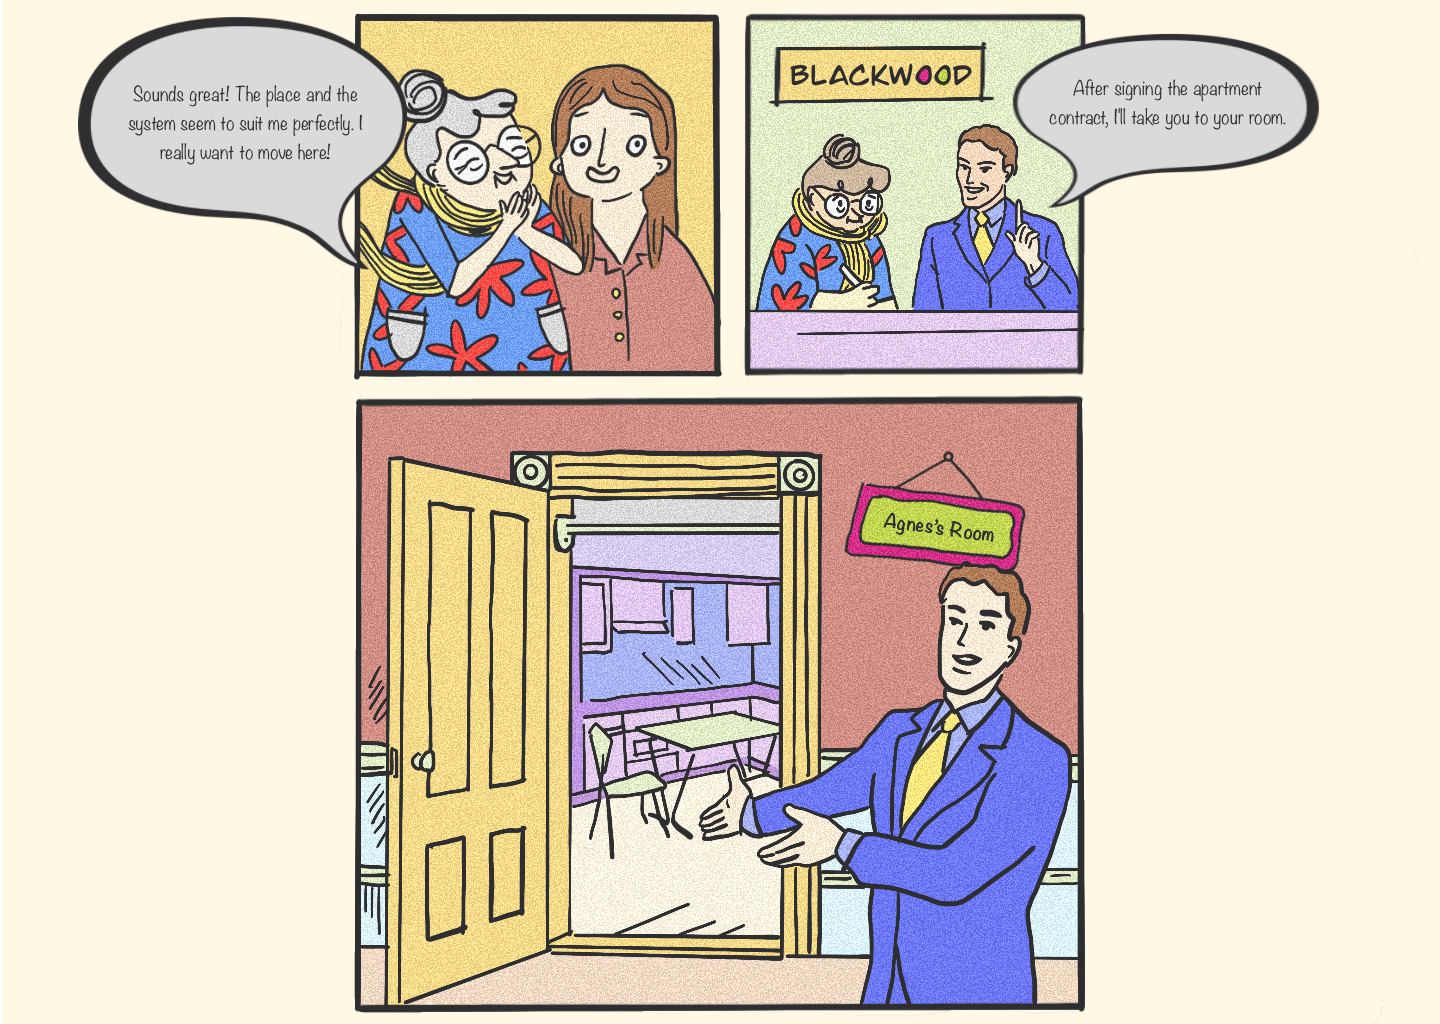 Sounds great! The place and the
system seem to suit me perfectly. I
really want to move here!
BLACKWOOD
After signing the apartment
contract, I'll take you to your room.
Agnes's Room